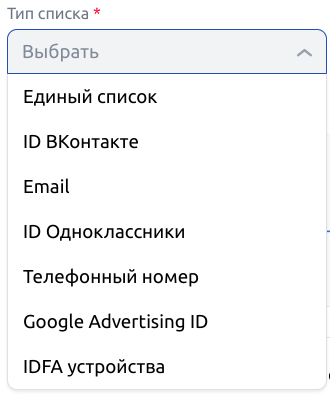 Тип списка *
Выбрать
Единый список
ID ВКонтакте
Email
ID Одноклассники
Телефонный номер
Google Advertising ID
IDFA устройства